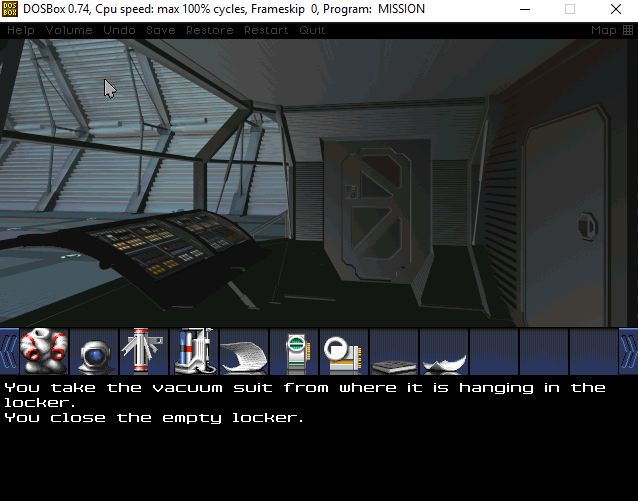 DOSBox 0.74, Cpu speed: max 100% cycles, Frameskip 0, Program: MISSION
Help Volume Undo Save Restore Restart Quit Map
You take the vacuum suit from where it is hanging in the
locker.
You close the empty locker.